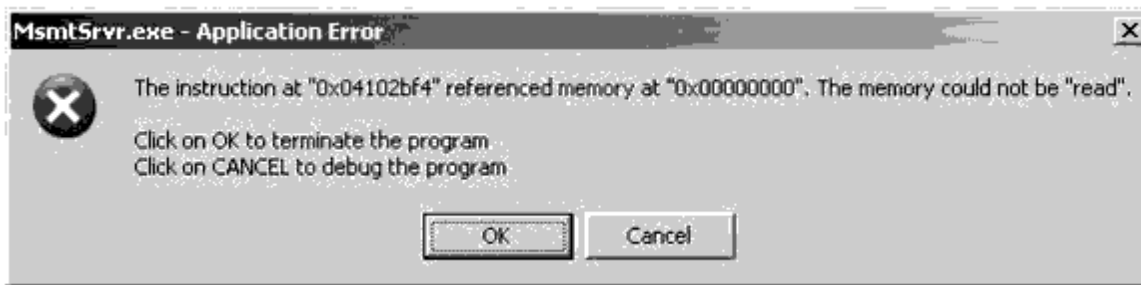 MsmtSrvr.exe - Application Error
The instruction at "0x04102bf4" referenced memory at "0x00000000". The memory could not be "read".
Click on OK to terminate the program
Click on CANCEL to debug the program
OK Cancel